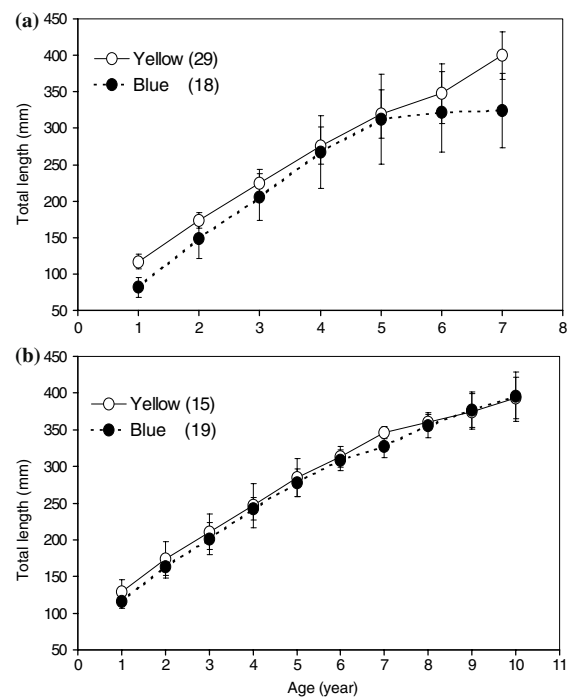 (a)
450
400
350
300
250
200
150
100
50
Total length (mm)
Yellow (29)
Blue (18)
0 1 2 3 4 5 6 7 8
(b)
450
400
350
300
250
200
150
100
50
Total length (mm)
Yellow (15)
Blue (19)
0 1 2 3 4 5 6 7 8 9 10 11
Age (year)